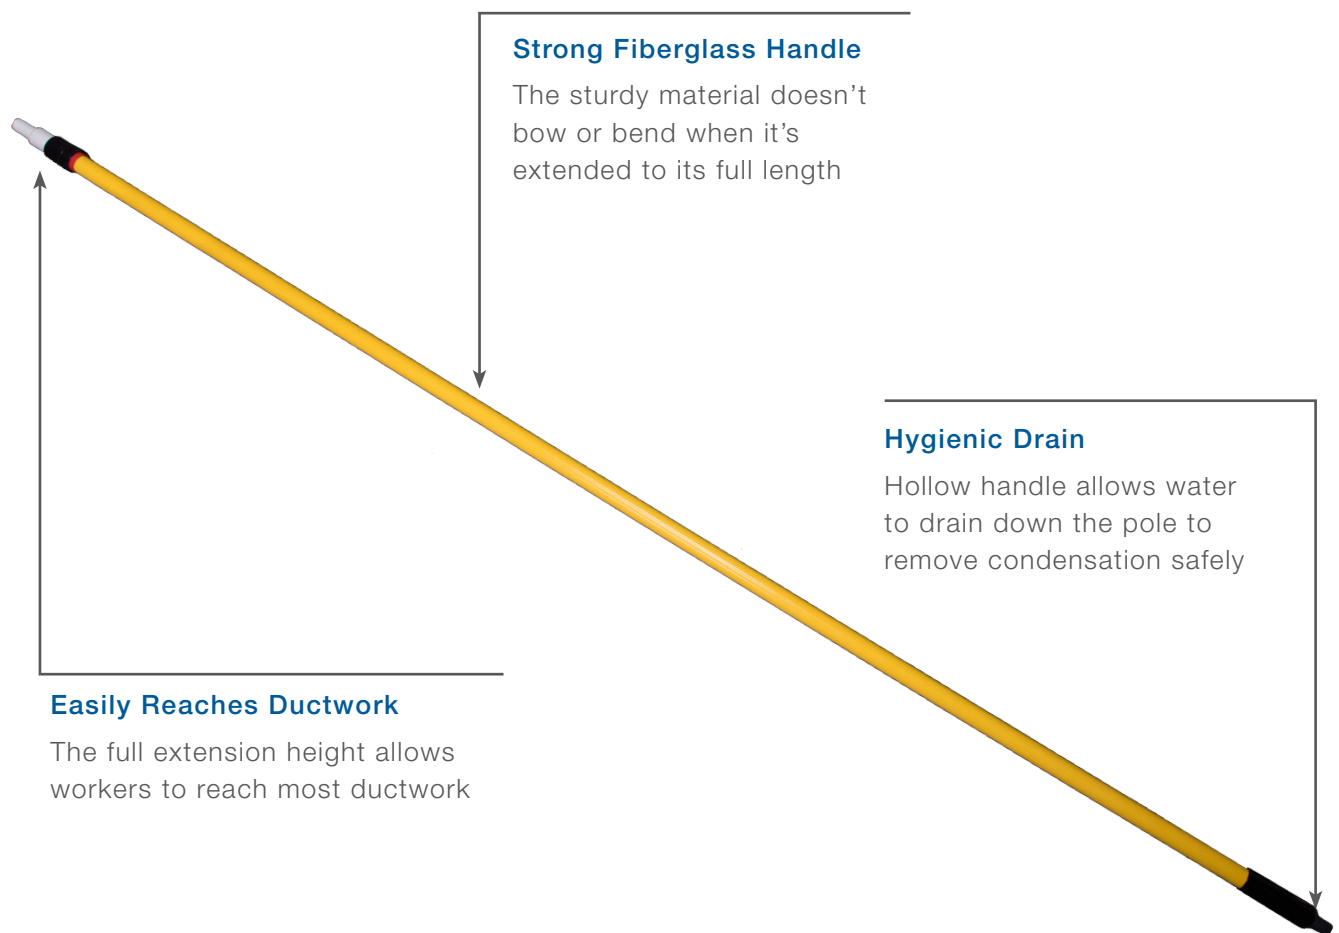 Strong Fiberglass Handle
The sturdy material doesn’t
bow or bend when it’s
extended to its full length
Hygienic Drain
Hollow handle allows water
to drain down the pole to
remove condensation safely
Easily Reaches Ductwork
The full extension height allows
workers to reach most ductwork